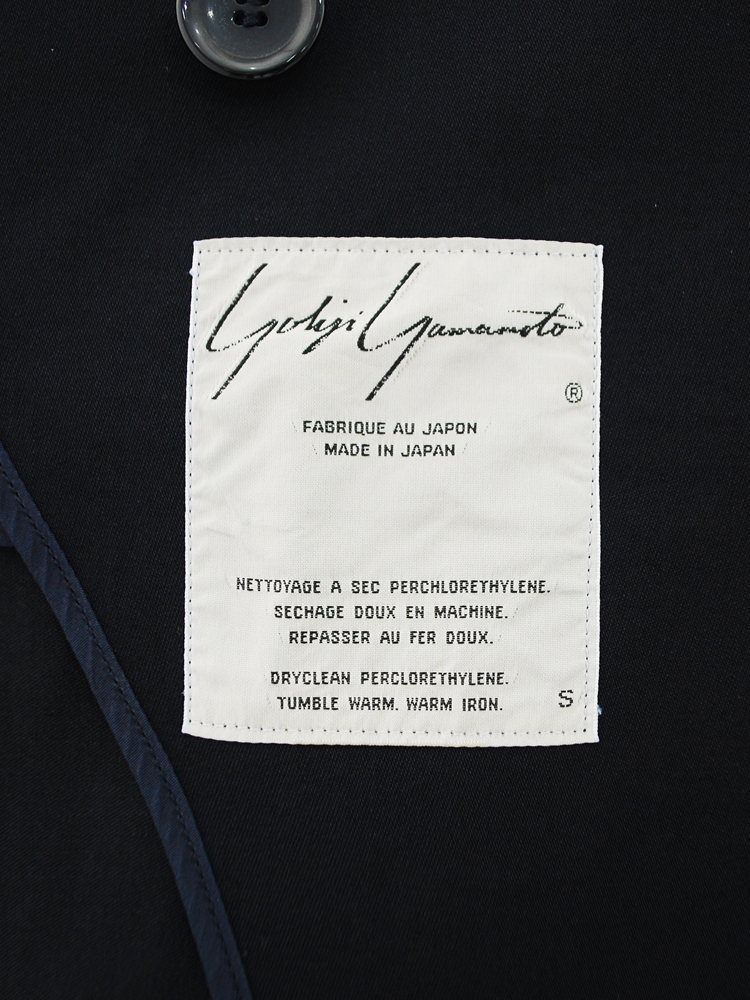 Yohji Yamamoto
®
FABRIQUE AU JAPON
MADE IN JAPAN
NETTOYAGE A SEC PERCHLORETHYLENE.
SECHAGE DOUX EN MACHINE.
REPASSER AU FER DOUX.
DRYCLEAN PERCLORETHYLENE.
TUMBLE WARM. WARM IRON.
S